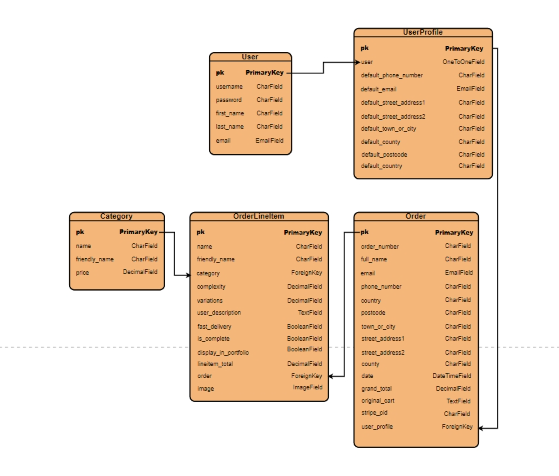 User
pk PrimaryKey
username CharField
password CharField
first_name CharField
last_name CharField
email EmailField
UserProfile
pk PrimaryKey
user OneToOneField
default_phone_number CharField
default_email EmailField
default_street_address1 CharField
default_street_address2 CharField
default_town_or_city CharField
default_county CharField
default_postcode CharField
default_country CharField
Category
pk PrimaryKey
name CharField
friendly_name CharField
price DecimalField
OrderLineItem
pk PrimaryKey
name CharField
friendly_name CharField
category ForeignKey
complexity DecimalField
variations DecimalField
user_description TextField
fast_delivery BooleanField
is_complete BooleanField
display_in_portfolio BooleanField
lineitem_total DecimalField
order ForeignKey
image ImageField
Order
pk PrimaryKey
order_number CharField
full_name CharField
email EmailField
phone_number CharField
country CharField
postcode CharField
town_or_city CharField
street_address1 CharField
street_address2 CharField
county CharField
date DateTimeField
grand_total DecimalField
original_cart TextField
stripe_pid CharField
user_profile ForeignKey